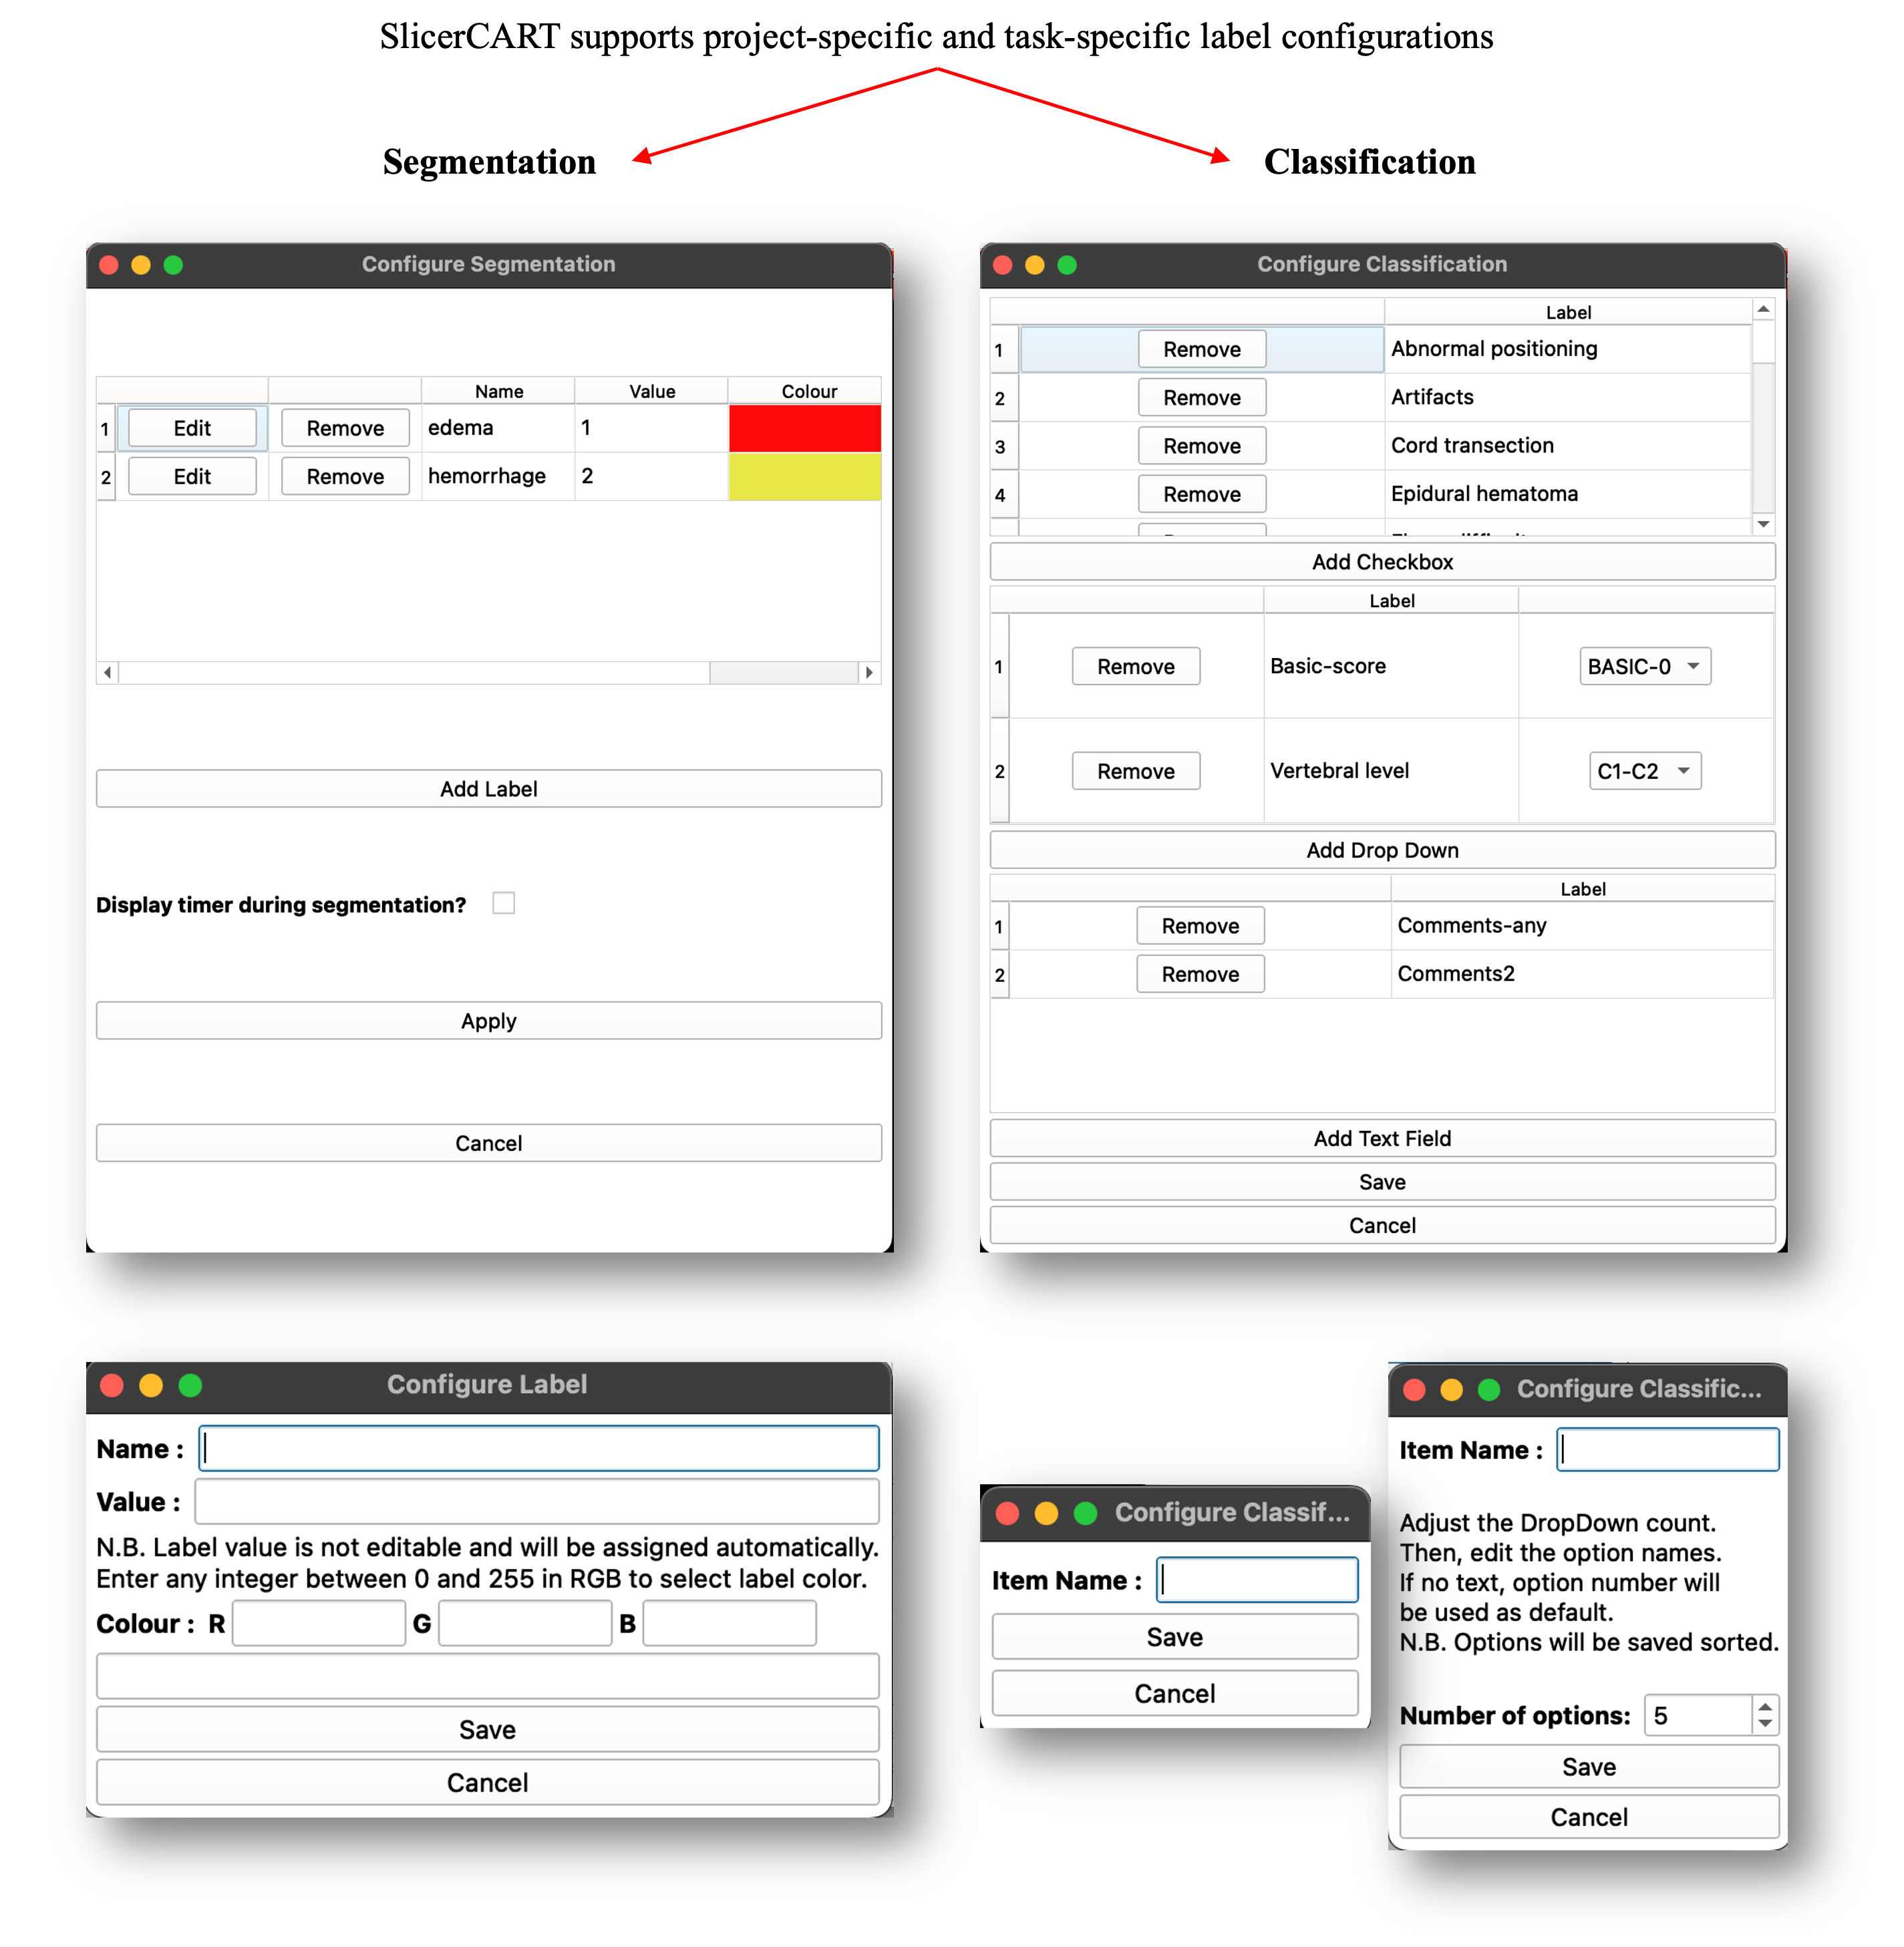 SlicerCART supports project-specific and task-specific label configurations
Segmentation
Classification
Configure Segmentation
Name Value Colour
1 Edit Remove edema 1
2 Edit Remove hemorrhage 2
Add Label
Display timer during segmentation?
Apply
Cancel
Configure Classification
Label
1 Remove Abnormal positioning
2 Remove Artifacts
3 Remove Cord transection
4 Remove Epidural hematoma
Add Checkbox
Label
1 Remove Basic-score BASIC-0
2 Remove Vertebral level C1-C2
Add Drop Down
Label
1 Remove Comments-any
2 Remove Comments2
Add Text Field
Save
Cancel
Configure Label
Name :
Value :
N.B. Label value is not editable and will be assigned automatically.
Enter any integer between 0 and 255 in RGB to select label color.
Colour : R G B
Save
Cancel
Configure Classif...
Item Name :
Save
Cancel
Configure Classific...
Item Name :
Adjust the DropDown count.
Then, edit the option names.
If no text, option number will
be used as default.
N.B. Options will be saved sorted.
Number of options: 5
Save
Cancel